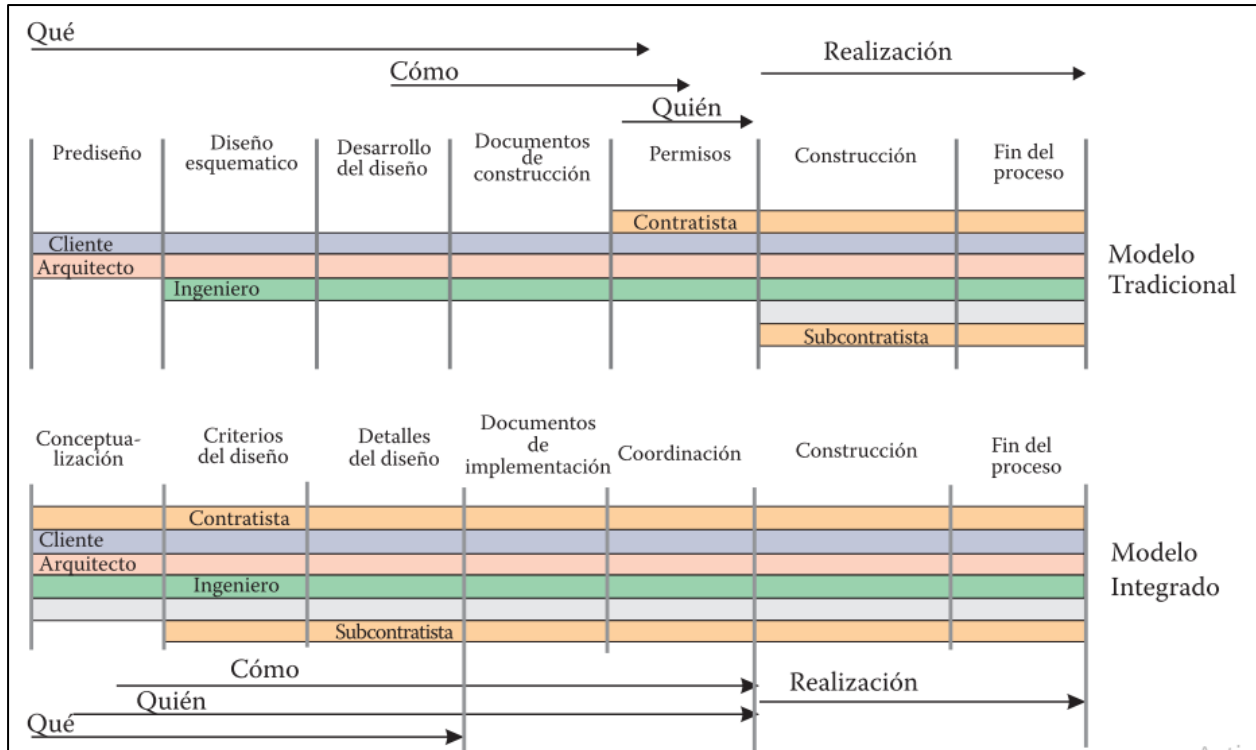 Qué
Realización
Cómo
Quién
Prediseño
Diseño
esquematico
Desarrollo
del diseño
Documentos
de
construcción
Permisos
Construcción
Fin del
proceso
Contratista
Cliente
Arquitecto
Ingeniero
Subcontratista
Modelo
Tradicional
Conceptua-
lización
Criterios
del diseño
Detalles
del diseño
Documentos
de
implementación
Coordinación
Construcción
Fin del
proceso
Contratista
Cliente
Arquitecto
Ingeniero
Subcontratista
Modelo
Integrado
Cómo
Realización
Quién
Qué